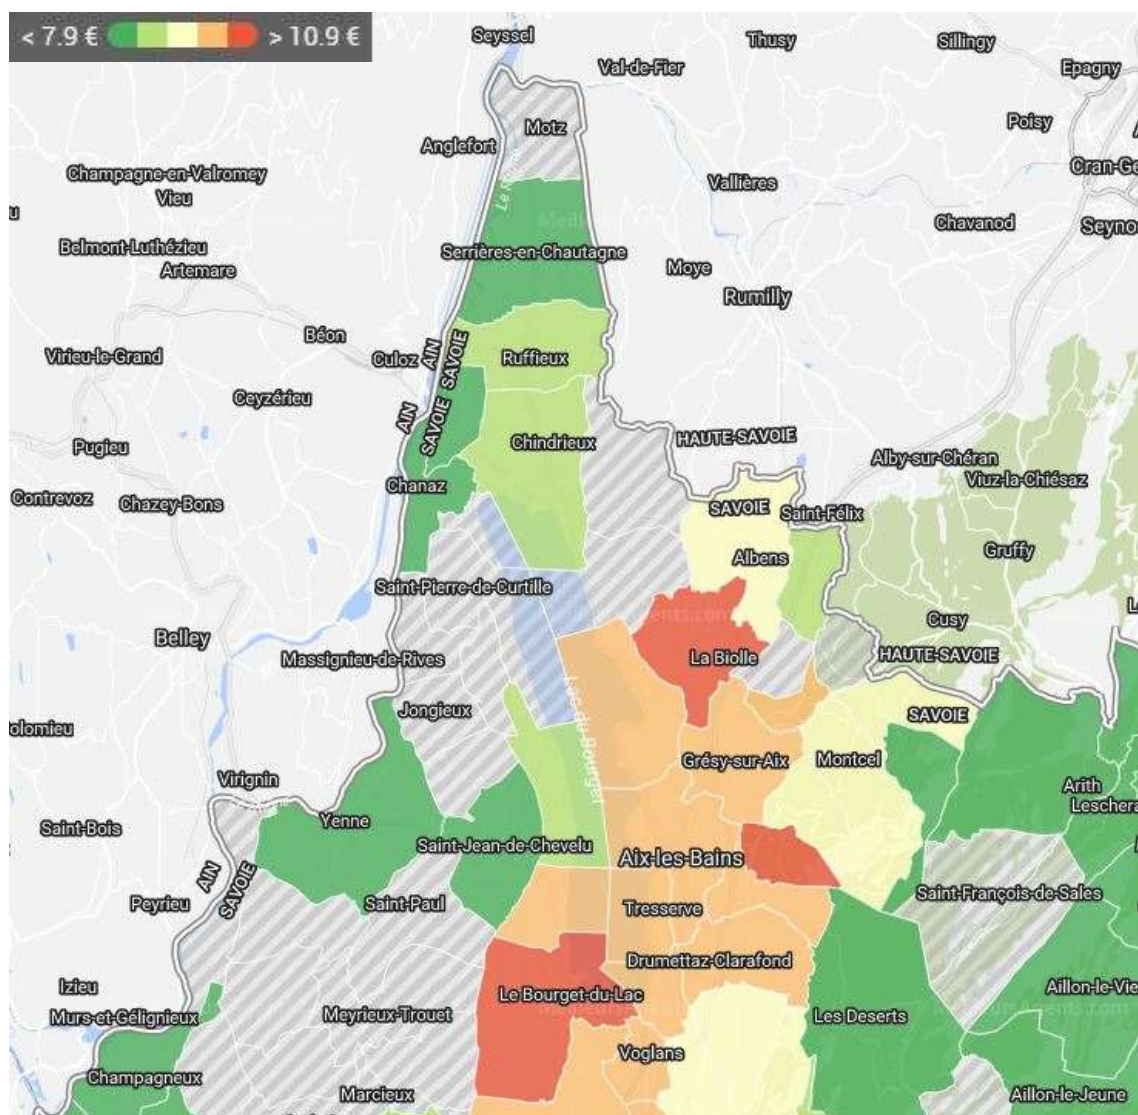 < 7.9 € > 10.9 €
Seyssel
Thusy
Sillingy
Val-de-Fier
Epagny
Motz
Poisy
Anglefort
Cran-Ge
Champagne-en-Valromey
Vallières
Vieu
Chavanod
Seyno
Belmont-Luthézieu
Serrières-en-Chautagne
Artemare
Moye
Rumilly
Béon
Virieu-le-Grand
Culoz
AIN
SAVOIE
Ruffieux
Ceyzérieu
AIN
SAVOIE
HAUTE-SAVOIE
Chindrieux
Pugieu
Alby-sur-Chéran
Viuz-la-Chiésaz
Chanaz
Contrevoz
Chazey-Bons
SAVOIE
Saint-Félix
Gruffy
Albens
Saint-Pierre-de-Curtille
Cusy
Belley
Massignieu-de-Rives
La Biolle
HAUTE-SAVOIE
Jongieux
SAVOIE
olomieu
Lac du Bourget
Grésy-sur-Aix
Montcel
Virignin
Arith
Leschera
Yenne
Saint-Bois
Saint-Jean-de-Chevelu
Aix-les-Bains
AIN
SAVOIE
Saint-François-de-Sales
Peyrieu
Saint-Paul
Tresserve
Drumettaz-Clarafond
Izieu
Le Bourget-du-Lac
Aillon-le-Vie
Murs-et-Gélignieux
Meyrieux-Trouet
Les Deserts
Voglans
Champagneux
Marcieux
Aillon-le-Jeune